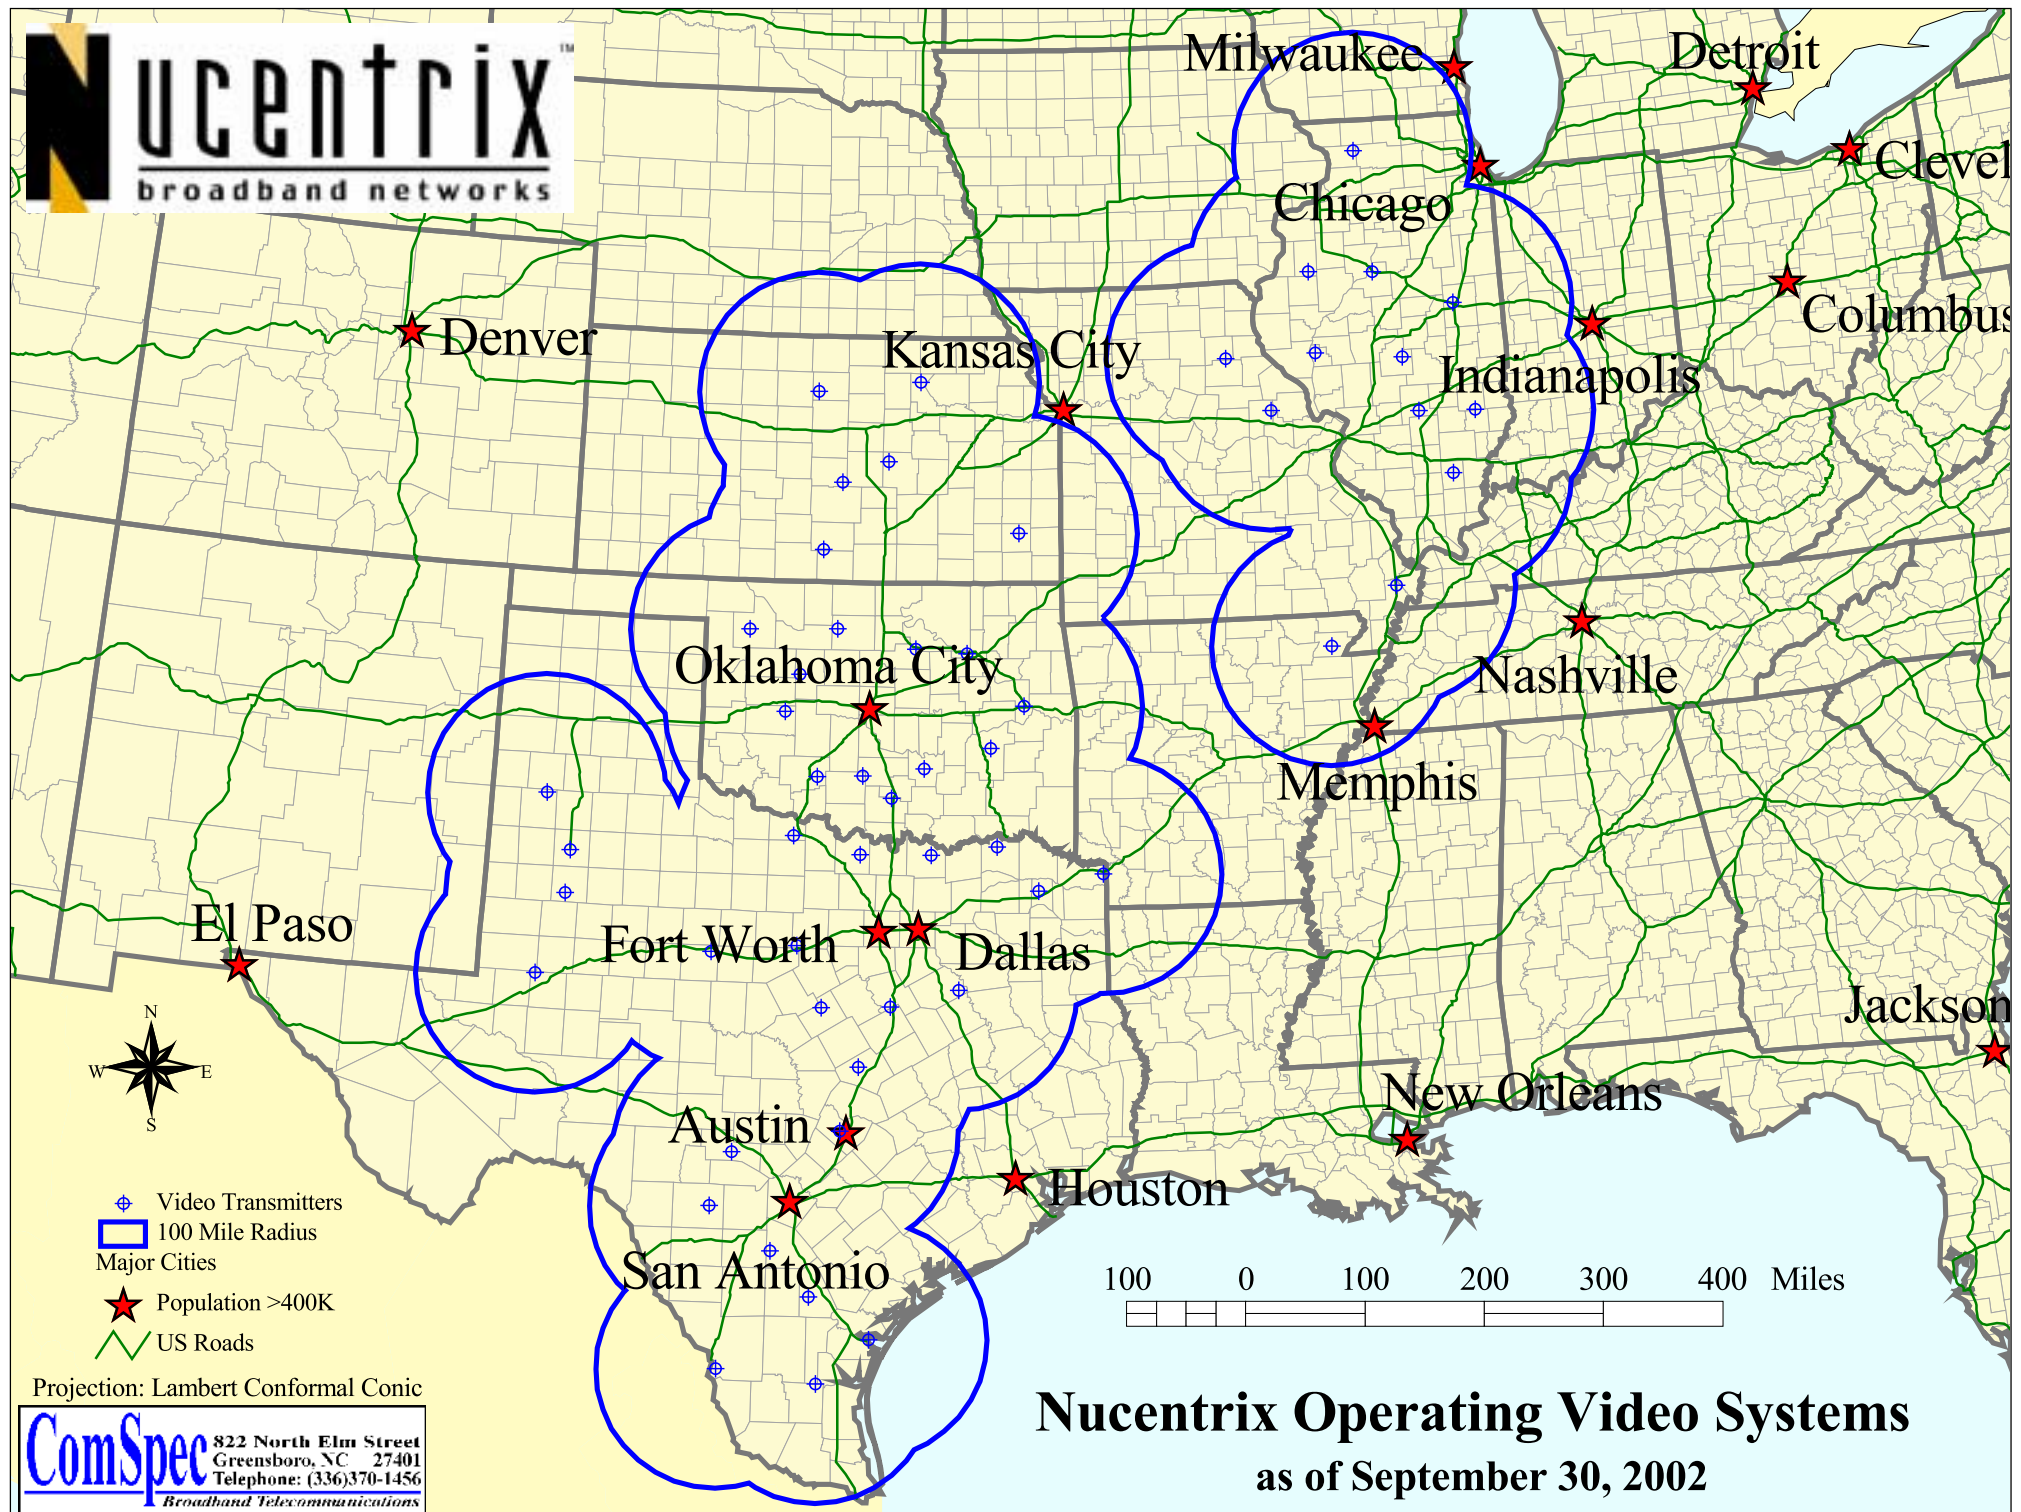 Nucentrix™
broadband networks
Milwaukee
Detroit
Clevel
Chicago
Columbus
Denver
Kansas City
Indianapolis
Oklahoma City
Nashville
Memphis
El Paso
Fort Worth
Dallas
Jackson
N
W E
S
New Orleans
Austin
Houston
San Antonio
Video Transmitters
100 Mile Radius
Major Cities
Population >400K
US Roads
Projection: Lambert Conformal Conic
100 0 100 200 300 400 Miles
Nucentrix Operating Video Systems
as of September 30, 2002
ComSpec
822 North Elm Street
Greensboro, NC 27401
Telephone: (336)370-1456
Broadband Telecommunications